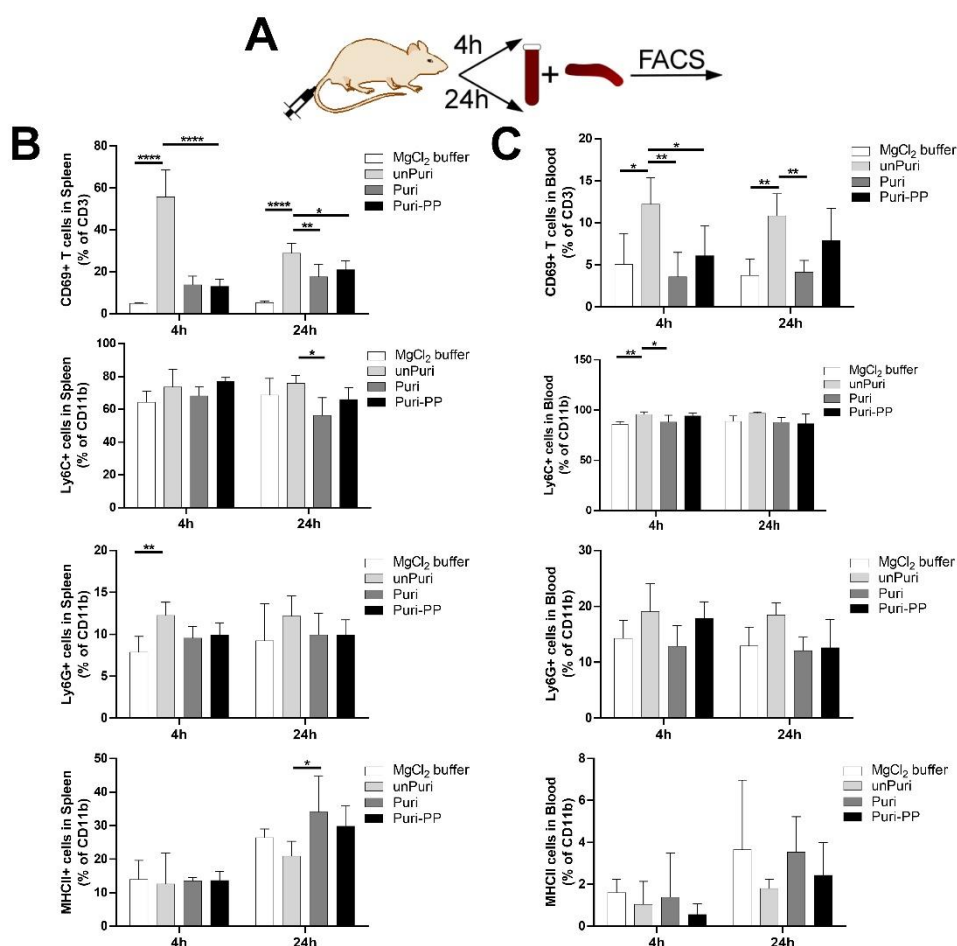 A
4h
24h
+
FACS
B
CD69+ T cells in Spleen
(% of CD3)
80
60
40
20
0
****
****
****
*
**
4h
24h
MgCl₂ buffer
unPuri
Puri
Puri-PP
C
CD69+ T cells in Blood
(% of CD3)
20
15
10
5
0
*
*
**
**
**
4h
24h
MgCl₂ buffer
unPuri
Puri
Puri-PP
Ly6C+ cells in Spleen
(% of CD11b)
100
80
60
40
20
0
*
4h
24h
MgCl₂ buffer
unPuri
Puri
Puri-PP
Ly6C+ cells in Blood
(% of CD11b)
150
100
50
0
**
*
4h
24h
MgCl₂ buffer
unPuri
Puri
Puri-PP
Ly6G+ cells in Spleen
(% of CD11b)
20
15
10
5
0
**
4h
24h
MgCl₂ buffer
unPuri
Puri
Puri-PP
Ly6G+ cells in Blood
(% of CD11b)
30
20
10
0
4h
24h
MgCl₂ buffer
unPuri
Puri
Puri-PP
MHCII+ cells in Spleen
(% of CD11b)
50
40
30
20
10
0
*
4h
24h
MgCl₂ buffer
unPuri
Puri
Puri-PP
MHCII cells in Blood
(% of CD11b)
8
6
4
2
0
4h
24h
MgCl₂ buffer
unPuri
Puri
Puri-PP